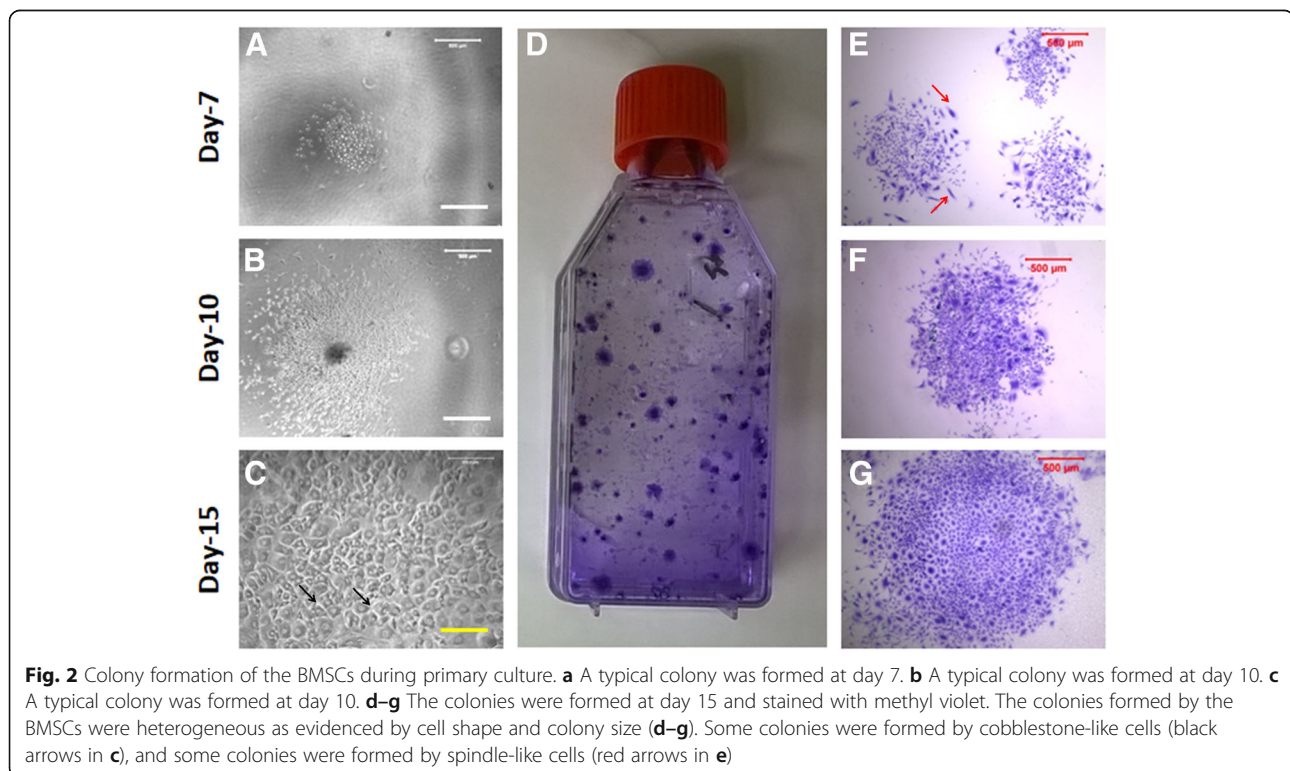 Day-7
Day-10
Day-15
A
B
C
D
E
F
G
500 µm
500 µm
500 µm
Fig. 2 Colony formation of the BMSCs during primary culture. a A typical colony was formed at day 7. b A typical colony was formed at day 10. c
A typical colony was formed at day 10. d–g The colonies were formed at day 15 and stained with methyl violet. The colonies formed by the
BMSCs were heterogeneous as evidenced by cell shape and colony size (d–g). Some colonies were formed by cobblestone-like cells (black
arrows in c), and some colonies were formed by spindle-like cells (red arrows in e)